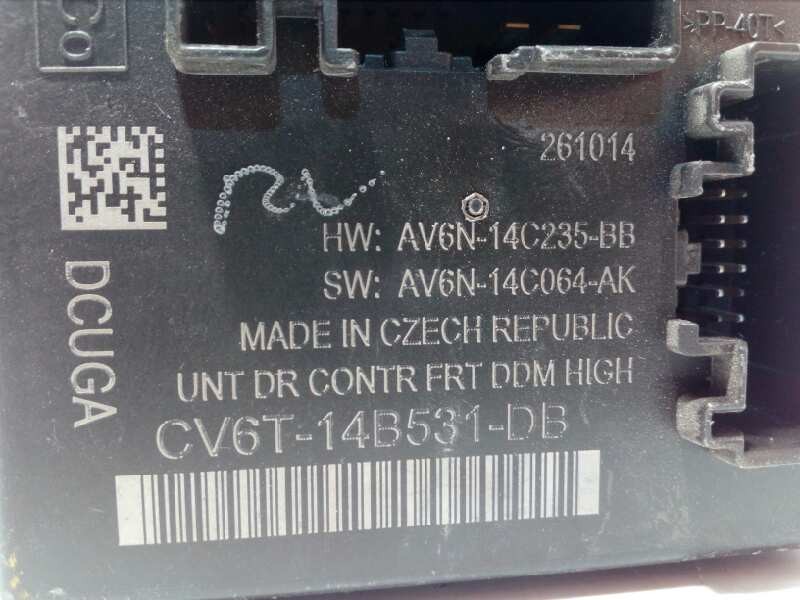 Co
>PP-40T<
261014
HW: AV6N-14C235-BB
SW: AV6N-14C064-AK
MADE IN CZECH REPUBLIC
UNT DR CONTR FRT DDM HIGH
CV6T-14B531-DB
DCUGA